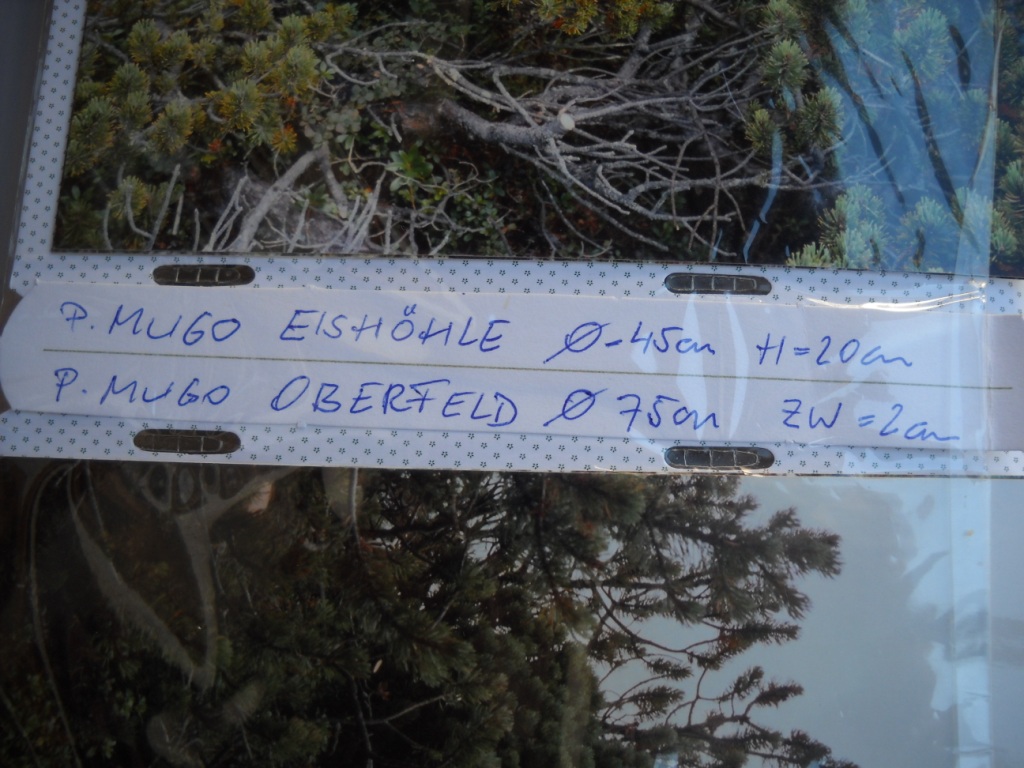 P. MUGO EISHÖHLE Ø-45cm H=20cm
P. MUGO OBERFELD Ø 75cm ZW=2cm